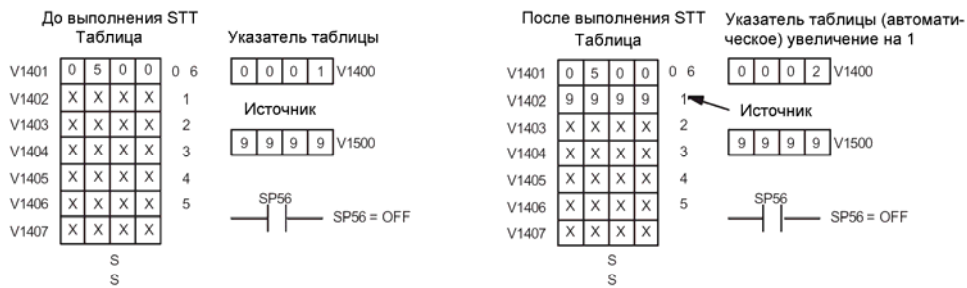 До выполнения STT
Таблица
Указатель таблицы
V1401 0 5 0 0 0 6
0 0 0 1 V1400
V1402 X X X X 1
Источник
V1403 X X X X 2
9 9 9 9 V1500
V1404 X X X X 3
V1405 X X X X 4
V1406 X X X X 5
SP56
SP56 = OFF
V1407 X X X X
S
S
После выполнения STT
Таблица
Указатель таблицы (автомати-
ческое) увеличение на 1
V1401 0 5 0 0 0 6
0 0 0 2 V1400
V1402 9 9 9 9 1
Источник
V1403 X X X X 2
9 9 9 9 V1500
V1404 X X X X 3
V1405 X X X X 4
V1406 X X X X 5
SP56
SP56 = OFF
V1407 X X X X
S
S